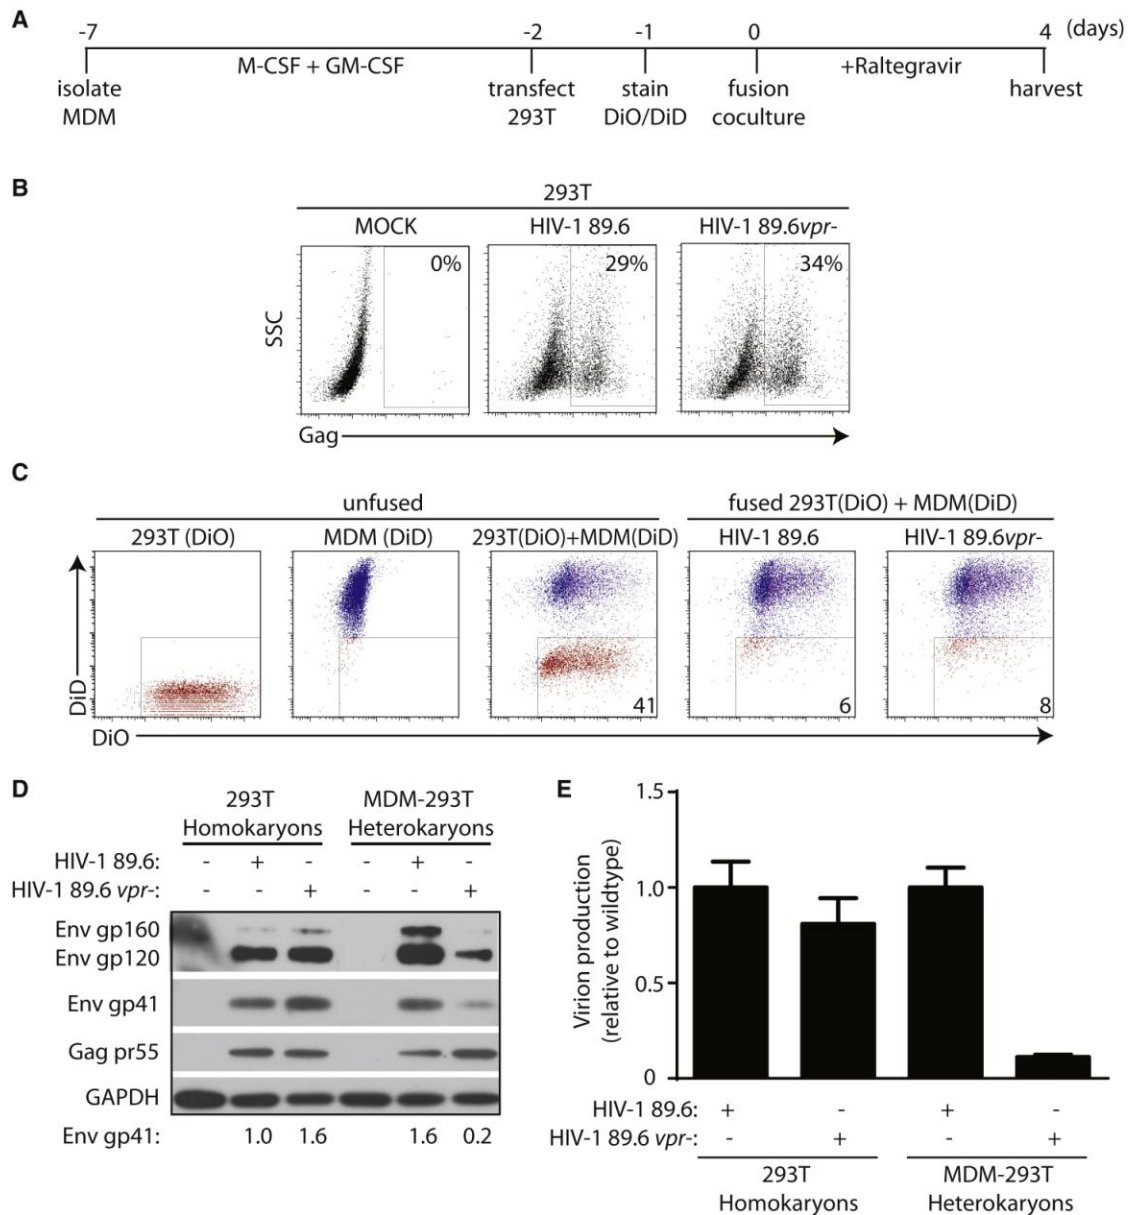 A
-7 -2 -1 0 4 (days)
M-CSF + GM-CSF +Raltegravir
isolate transfect stain fusion harvest
MDM 293T DiO/DiD coculture
B
293T
MOCK HIV-1 89.6 HIV-1 89.6vpr-
0% 29% 34%
SSC
Gag
C
unfused fused 293T(DiO) + MDM(DiD)
293T (DiO) MDM (DiD) 293T(DiO)+MDM(DiD) HIV-1 89.6 HIV-1 89.6vpr-
DiD
41 6 8
DiO
D
293T MDM-293T
Homokaryons Heterokaryons
HIV-1 89.6: - + - - + -
HIV-1 89.6 vpr-: - - + - - +
Env gp160
Env gp120
Env gp41
Gag pr55
GAPDH
Env gp41: 1.0 1.6 1.6 0.2
E
Virion production
(relative to wildtype)
1.5
1.0
0.5
0
HIV-1 89.6: + - + -
HIV-1 89.6 vpr-: - + - +
293T MDM-293T
Homokaryons Heterokaryons